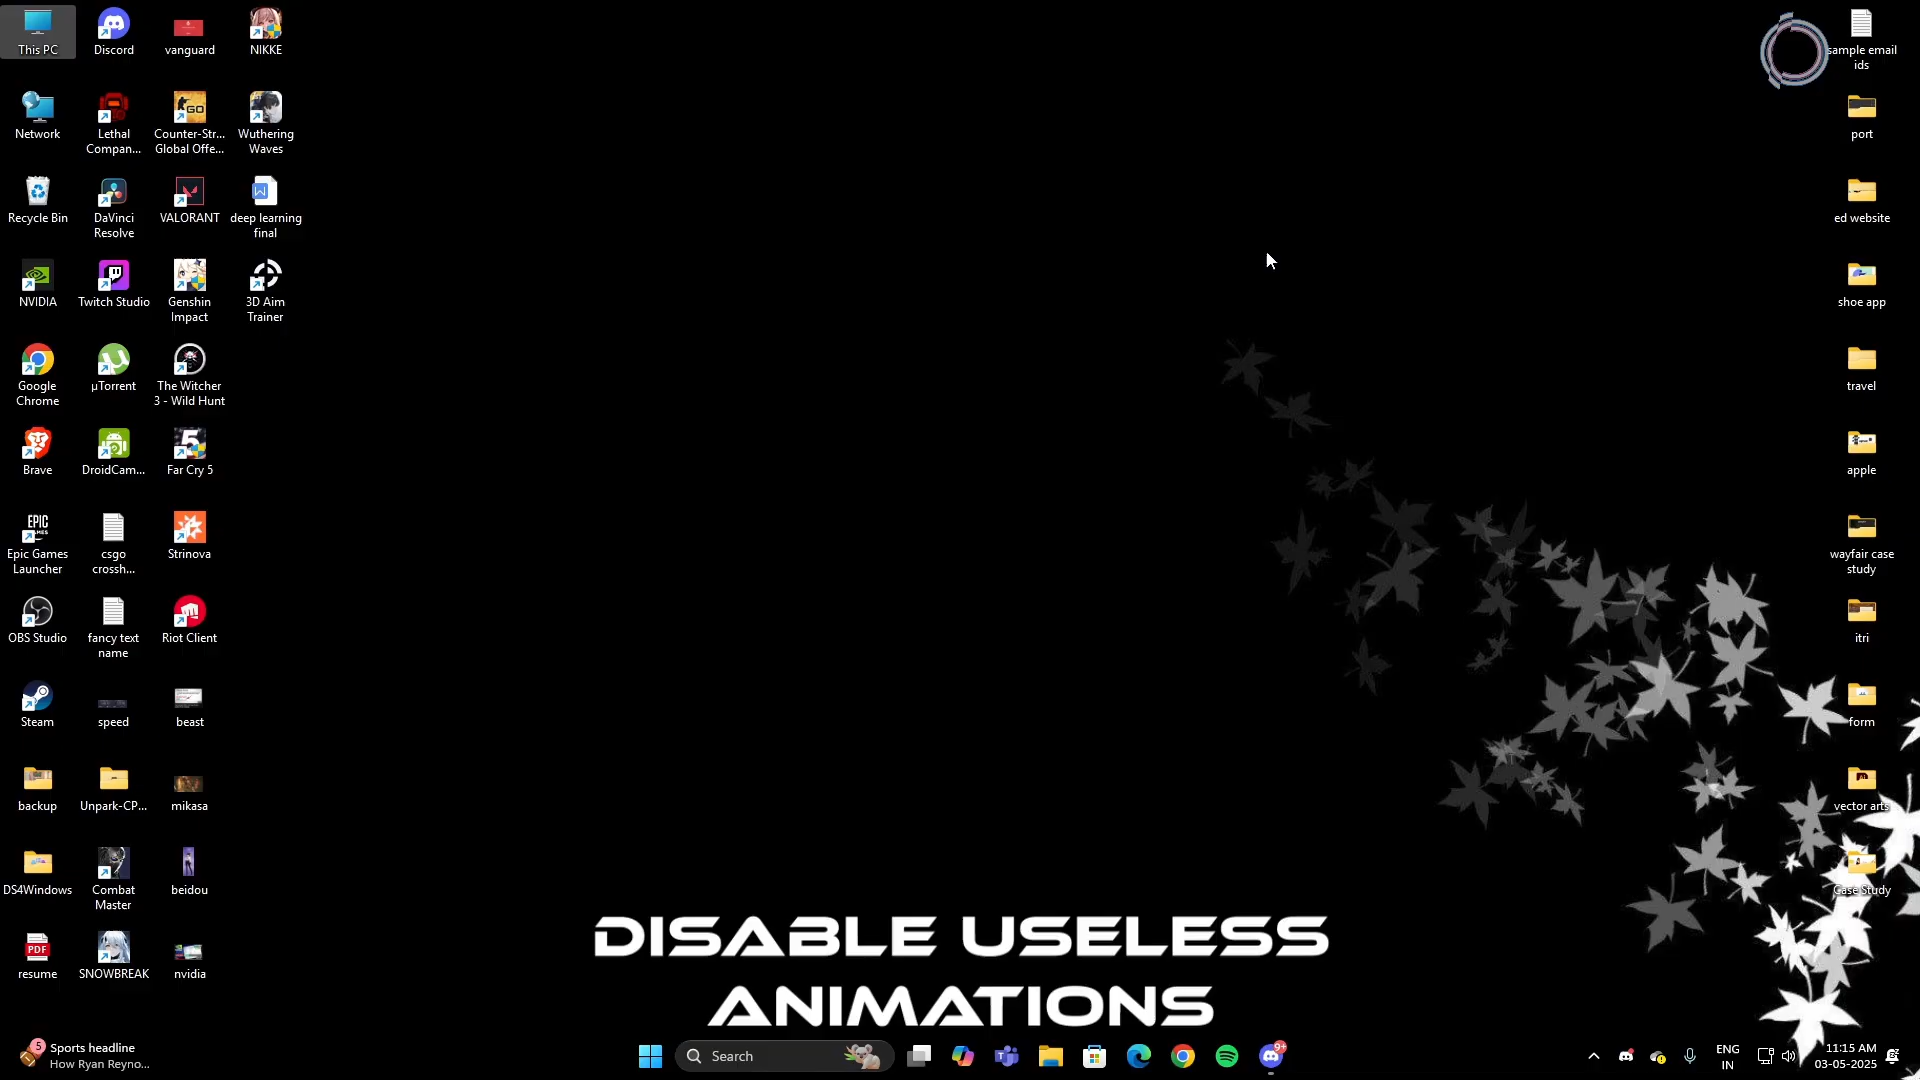 This PC
Discord
vanguard
NIKKE
Network
Lethal
Compan...
Counter-Str...
Global Offe...
Wuthering
Waves
Recycle Bin
DaVinci
Resolve
VALORANT
deep learning
final
NVIDIA
Twitch Studio
Genshin
Impact
3D Aim
Trainer
Google
Chrome
µTorrent
The Witcher
3 - Wild Hunt
Brave
DroidCam...
Far Cry 5
Epic Games
Launcher
csgo
crossh...
Strinova
OBS Studio
fancy text
name
Riot Client
Steam
speed
beast
backup
Unpark-CP...
mikasa
DS4Windows
Combat
Master
beidou
resume
SNOWBREAK
nvidia
sample email
ids
port
ed website
shoe app
travel
apple
wayfair case
study
itri
form
vector arts
Case Study
DISABLE USELESS
ANIMATIONS
5
Sports headline
How Ryan Reyno...
Search
9+
ENG
IN
11:15 AM
03-05-2025